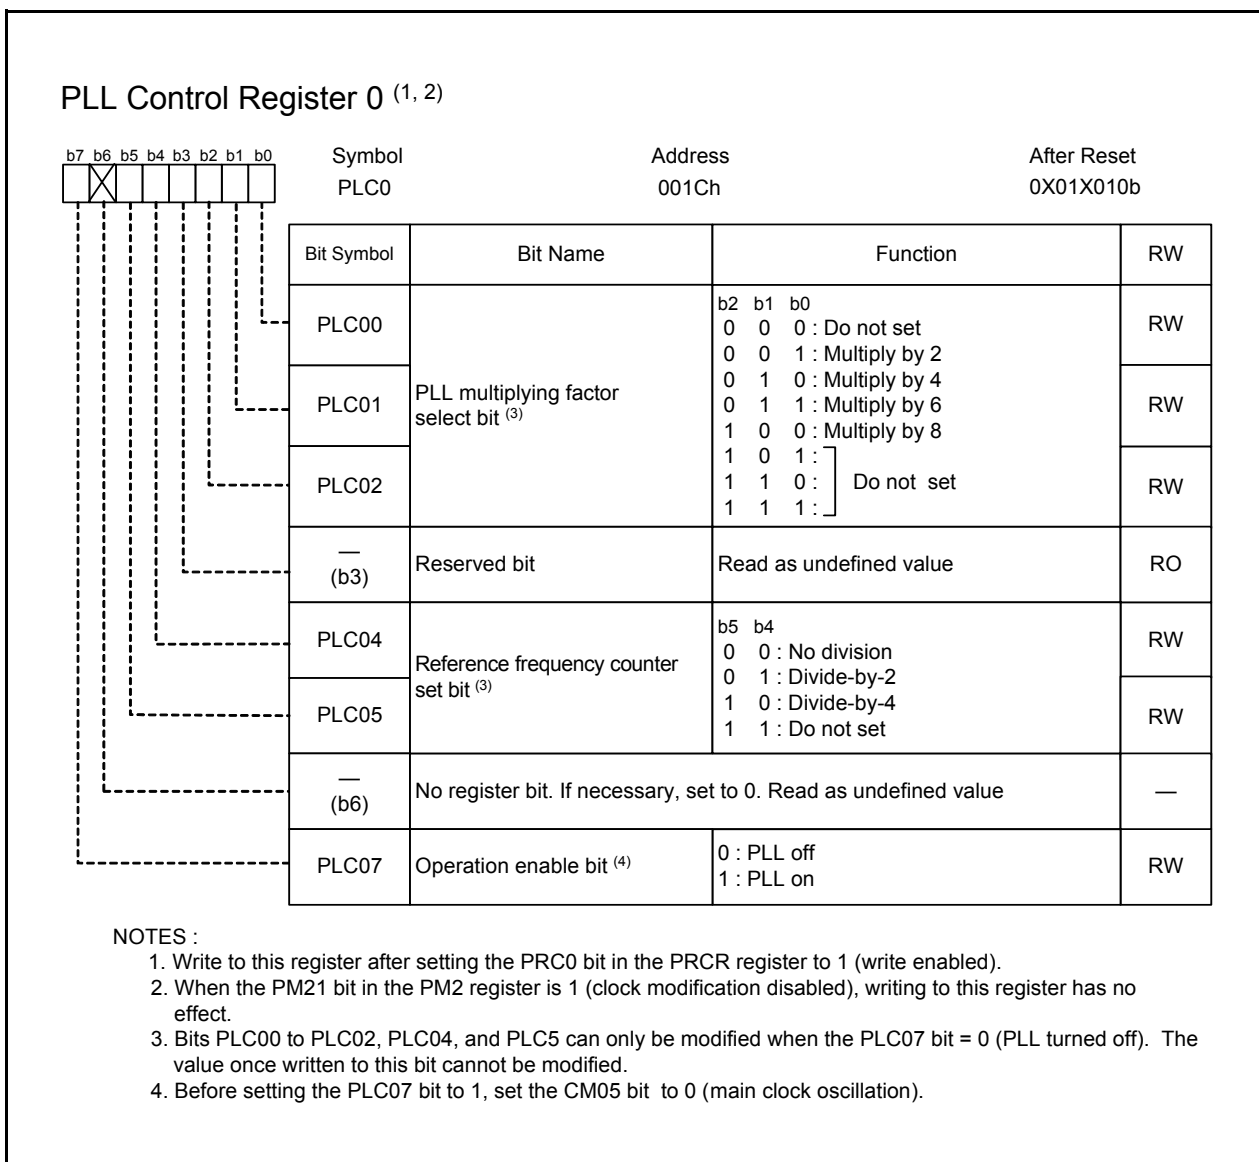 PLL Control Register 0 (1, 2)
b7 b6 b5 b4 b3 b2 b1 b0
Symbol Address After Reset
PLC0 001Ch 0X01X010b
Bit Symbol Bit Name Function RW
PLC00
PLC01
PLC02
PLL multiplying factor
select bit (3)
b2 b1 b0
0 0 0 : Do not set
0 0 1 : Multiply by 2
0 1 0 : Multiply by 4
0 1 1 : Multiply by 6
1 0 0 : Multiply by 8
1 0 1 :
1 1 0 : Do not set
1 1 1 :
RW
RW
RW
—
(b3)
Reserved bit
Read as undefined value
RO
PLC04
PLC05
Reference frequency counter
set bit (3)
b5 b4
0 0 : No division
0 1 : Divide-by-2
1 0 : Divide-by-4
1 1 : Do not set
RW
RW
—
(b6)
No register bit. If necessary, set to 0. Read as undefined value
—
PLC07
Operation enable bit (4)
0 : PLL off
1 : PLL on
RW
NOTES :
1. Write to this register after setting the PRC0 bit in the PRCR register to 1 (write enabled).
2. When the PM21 bit in the PM2 register is 1 (clock modification disabled), writing to this register has no
effect.
3. Bits PLC00 to PLC02, PLC04, and PLC5 can only be modified when the PLC07 bit = 0 (PLL turned off). The
value once written to this bit cannot be modified.
4. Before setting the PLC07 bit to 1, set the CM05 bit to 0 (main clock oscillation).